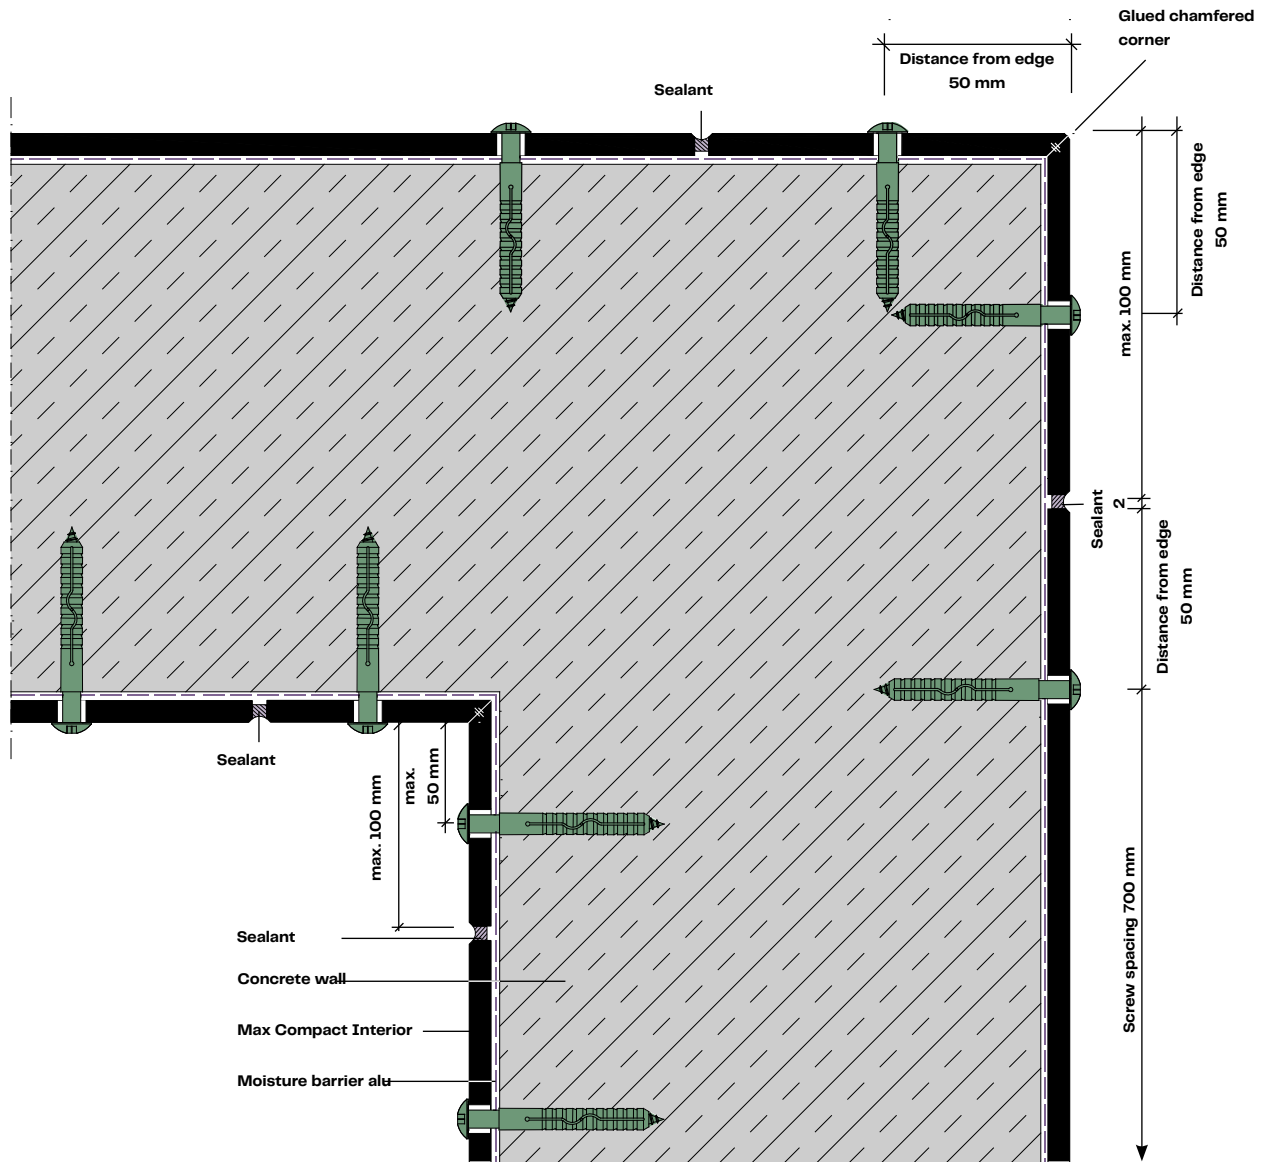 Glued chamfered
corner
Distance from edge
50 mm
Sealant
Distance from edge
50 mm
max. 100 mm
Sealant
2
Distance from edge
50 mm
Sealant
max. 100 mm
max.
50 mm
Screw spacing 700 mm
Sealant
Concrete wall
Max Compact Interior
Moisture barrier alu